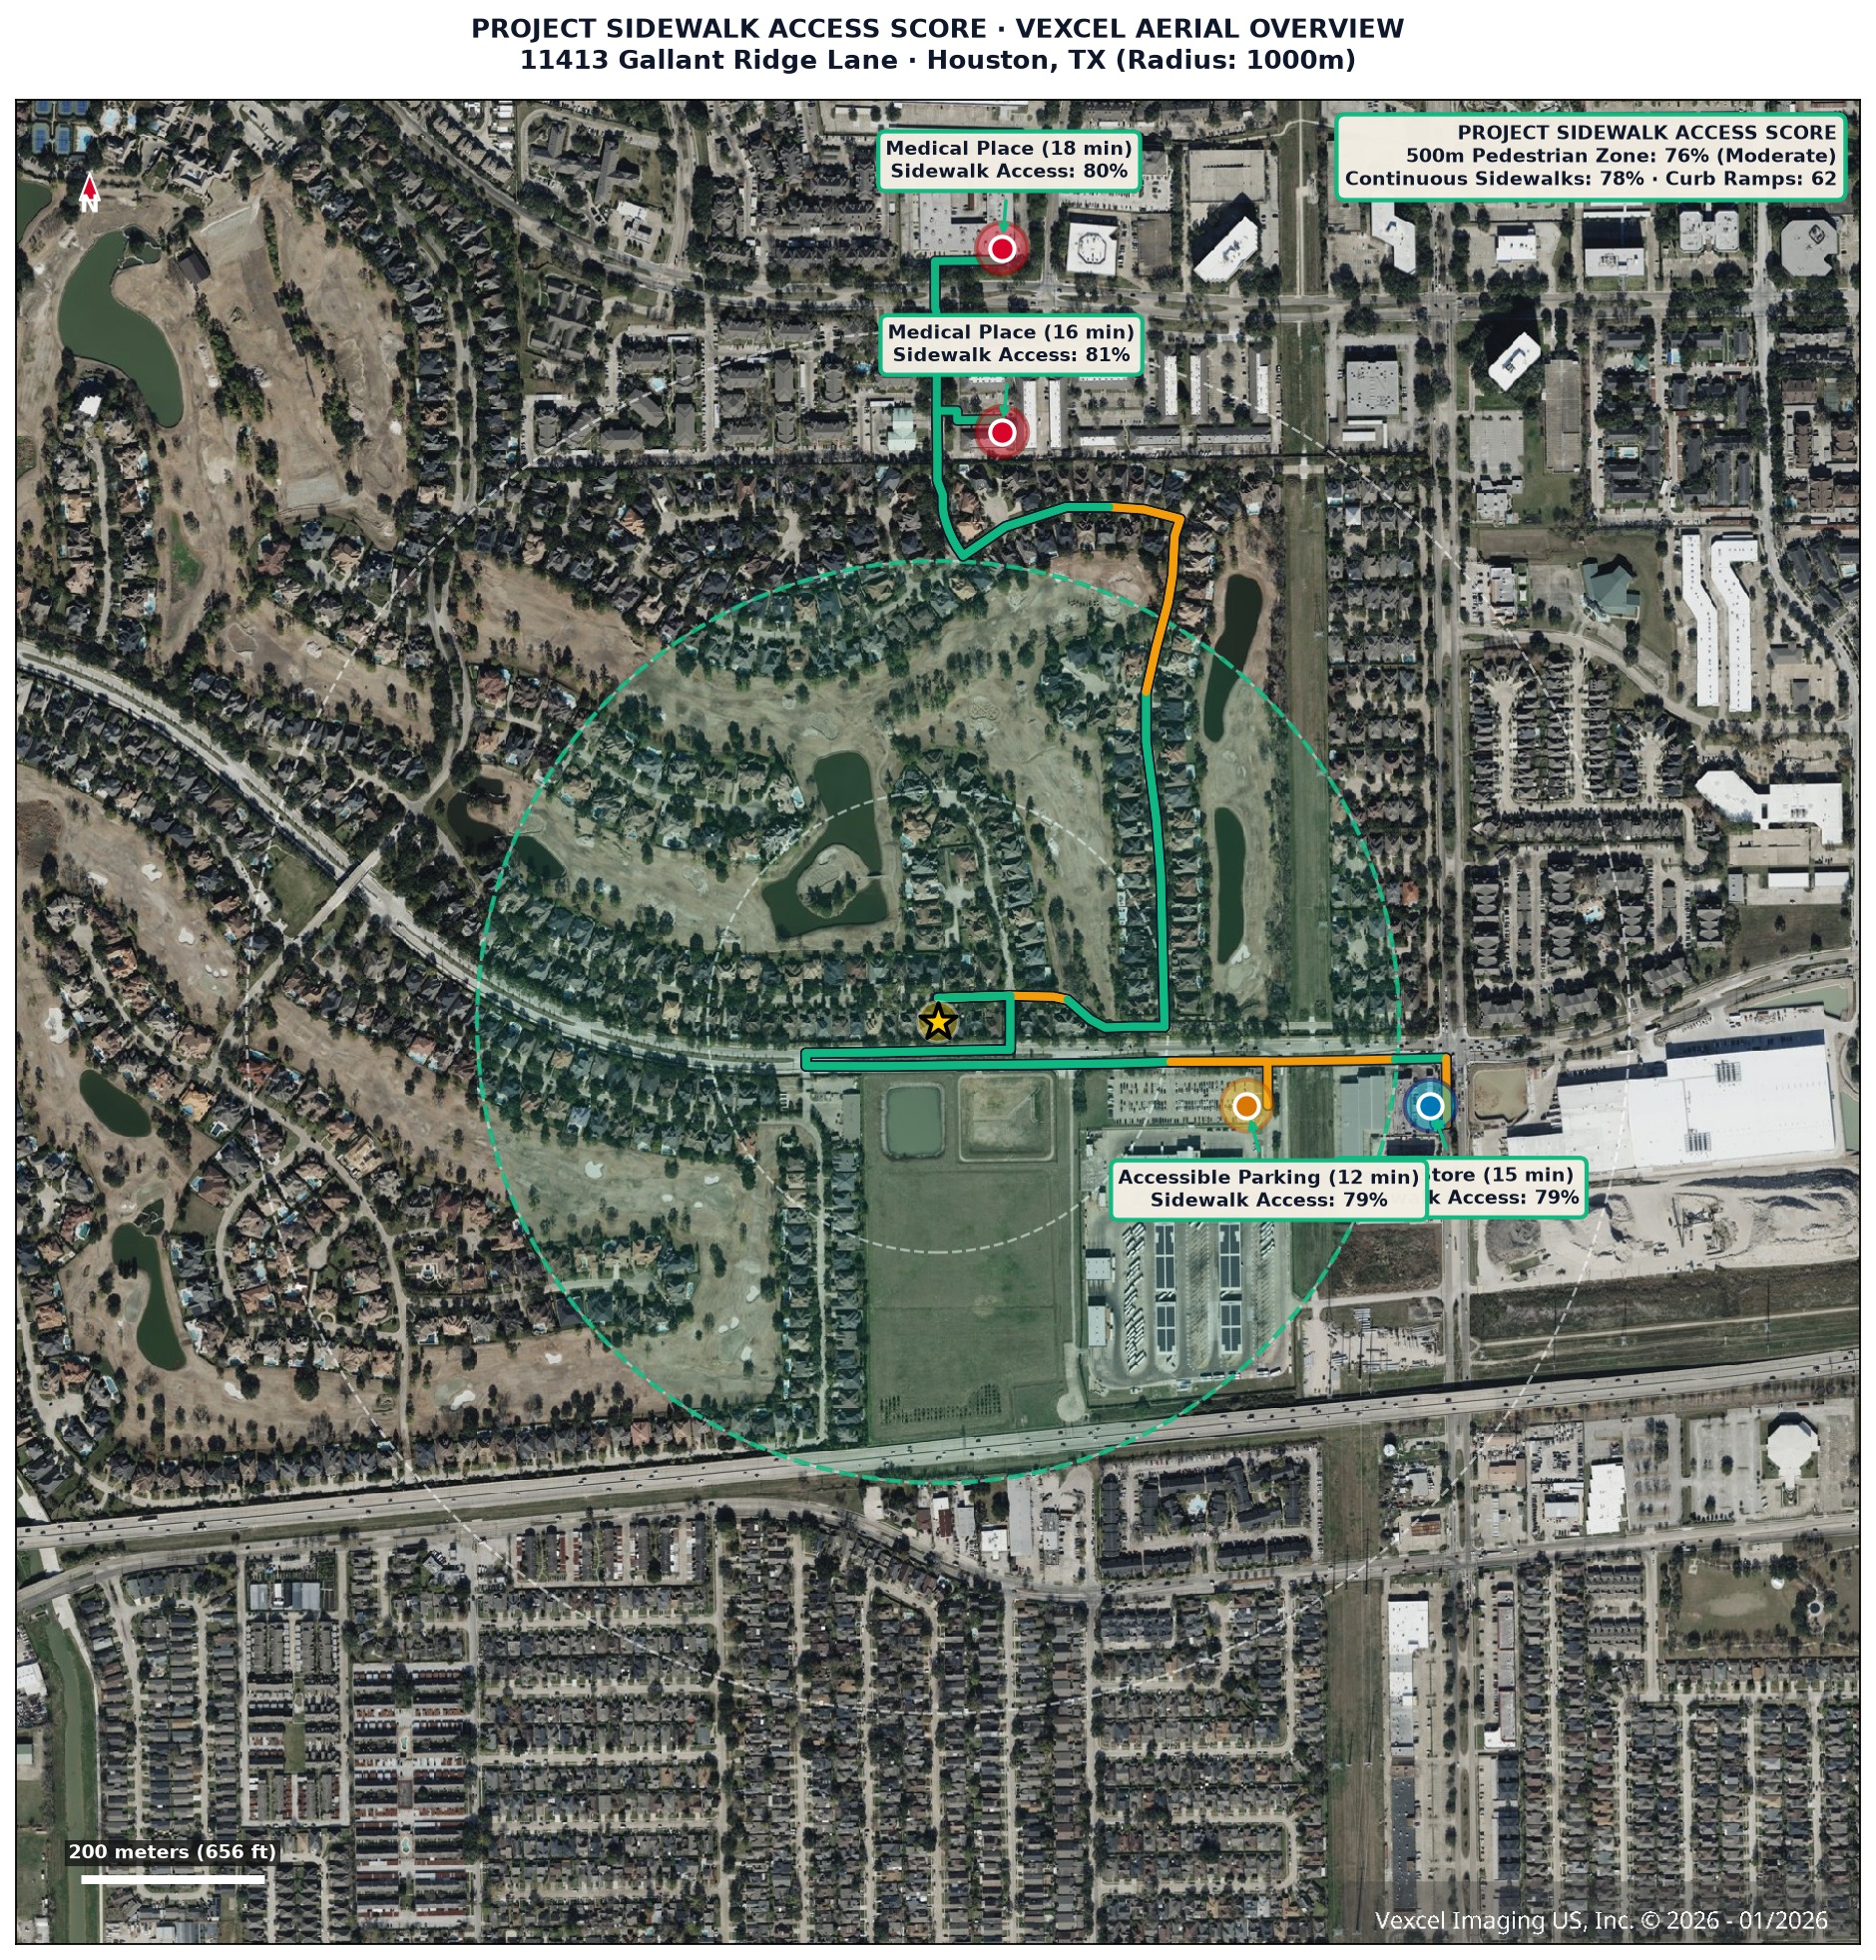 PROJECT SIDEWALK ACCESS SCORE · VEXCEL AERIAL OVERVIEW
11413 Gallant Ridge Lane · Houston, TX (Radius: 1000m)
PROJECT SIDEWALK ACCESS SCORE
500m Pedestrian Zone: 76% (Moderate)
Continuous Sidewalks: 78% · Curb Ramps: 62
Medical Place (18 min)
Sidewalk Access: 80%
N
Medical Place (16 min)
Sidewalk Access: 81%
Accessible Parking (12 min)
Sidewalk Access: 79%
tore (15 min)
k Access: 79%
200 meters (656 ft)
Vexcel Imaging US, Inc. © 2026 - 01/2026